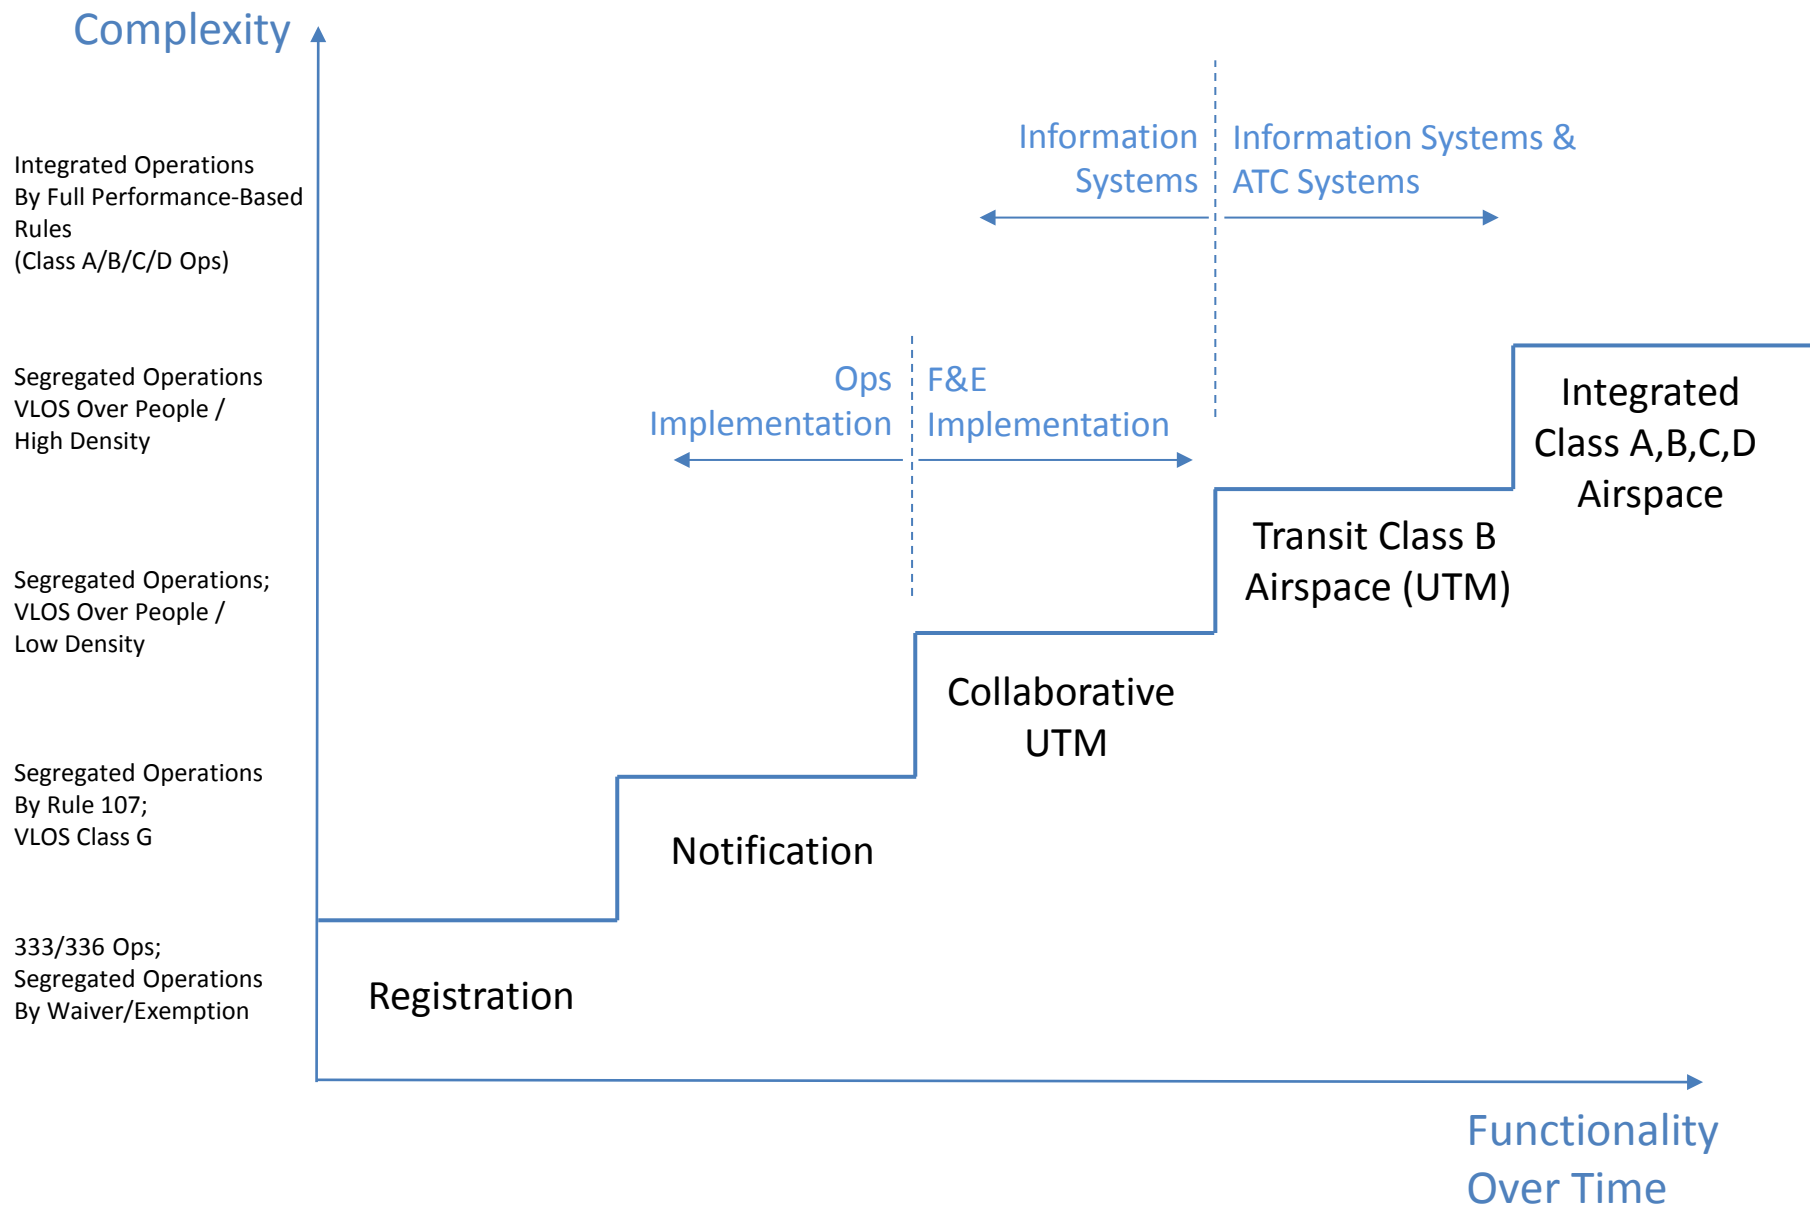 Complexity
Integrated Operations
By Full Performance-Based
Rules
(Class A/B/C/D Ops)
Segregated Operations
VLOS Over People /
High Density
Segregated Operations;
VLOS Over People /
Low Density
Segregated Operations
By Rule 107;
VLOS Class G
333/336 Ops;
Segregated Operations
By Waiver/Exemption
Information
Systems
Information Systems &
ATC Systems
Ops
Implementation
F&E
Implementation
Registration
Notification
Collaborative
UTM
Transit Class B
Airspace (UTM)
Integrated
Class A,B,C,D
Airspace
Functionality
Over Time